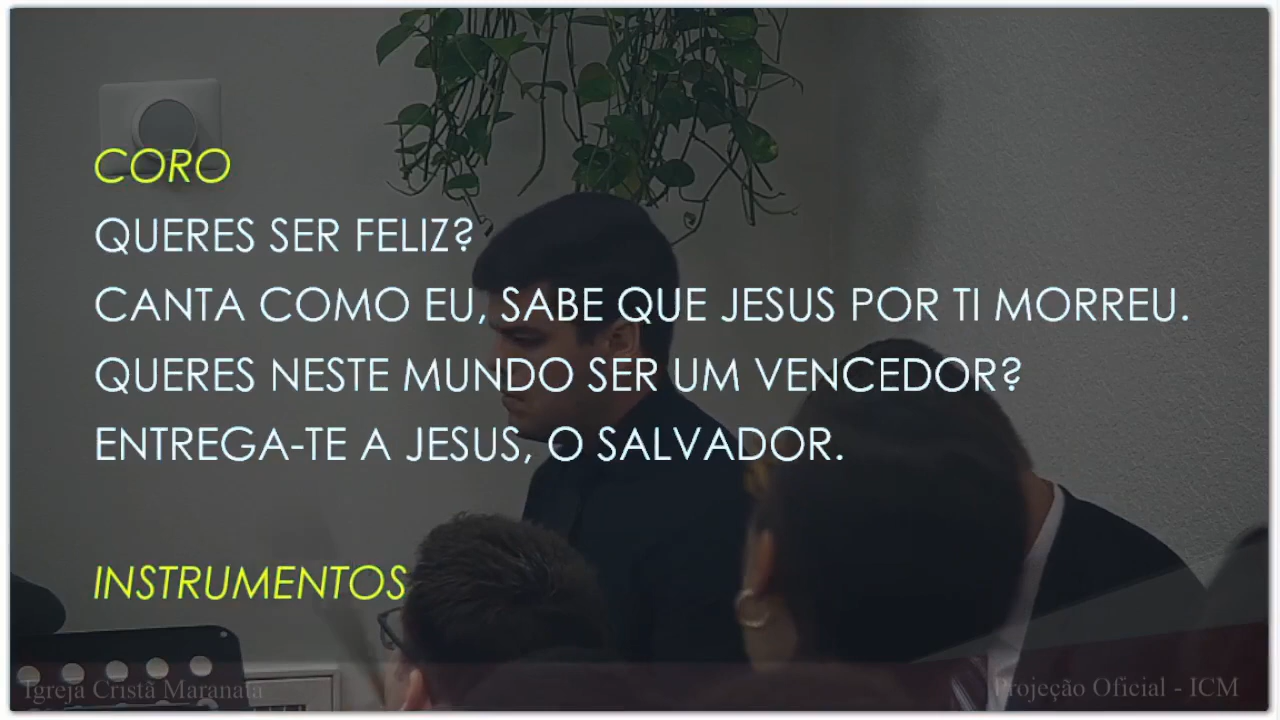 CORO
QUERES SER FELIZ?
CANTA COMO EU, SABE QUE JESUS POR TI MORREU.
QUERES NESTE MUNDO SER UM VENCEDOR?
ENTREGA-TE A JESUS, O SALVADOR.
INSTRUMENTOS
Igreja Cristã Maranata
Projeção Oficial - ICM